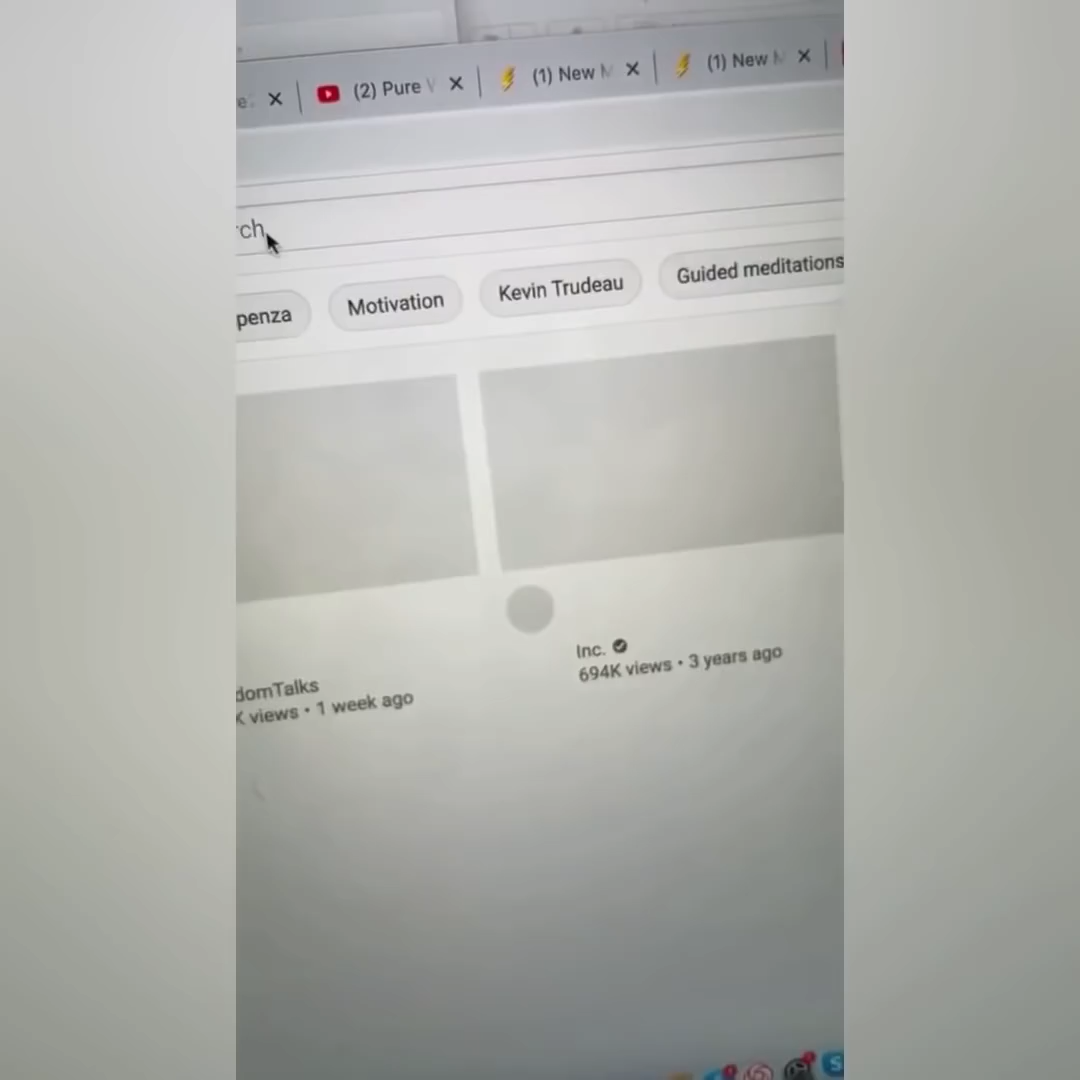 (2) Pure
(1) New
(1) New
rch
penza
Motivation
Kevin Trudeau
Guided meditations
Inc.
694K views • 3 years ago
domTalks
K views • 1 week ago
S